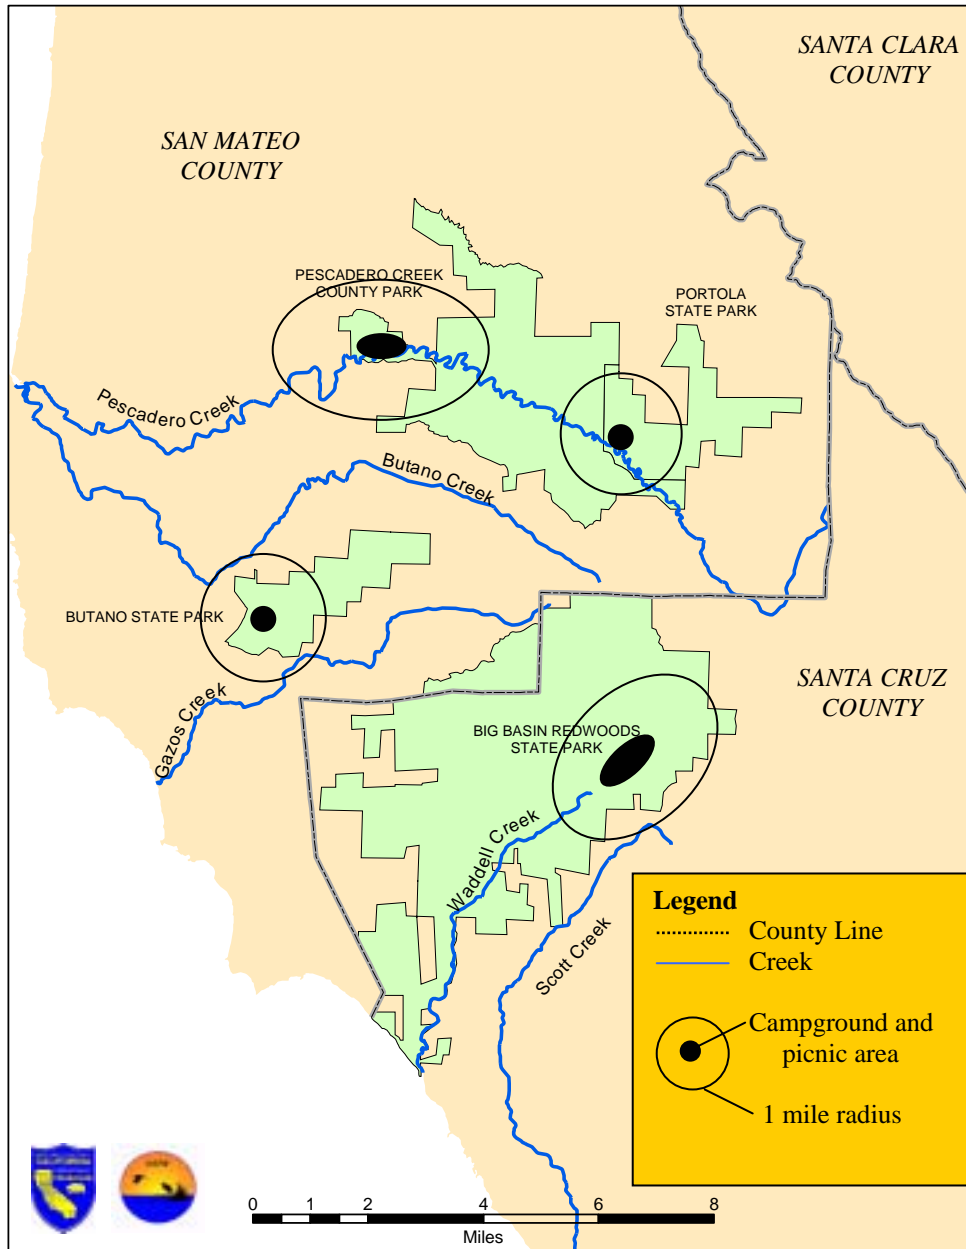 SANTA CLARA
COUNTY
SAN MATEO
COUNTY
PESCADERO CREEK
COUNTY PARK
PORTOLA
STATE PARK
Pescadero Creek
Butano Creek
BUTANO STATE PARK
Gazos Creek
SANTA CRUZ
COUNTY
BIG BASIN REDWOODS
STATE PARK
Waddell Creek
Scott Creek
Legend
County Line
Creek
Campground and
picnic area
1 mile radius
0 1 2 4 6 8
Miles